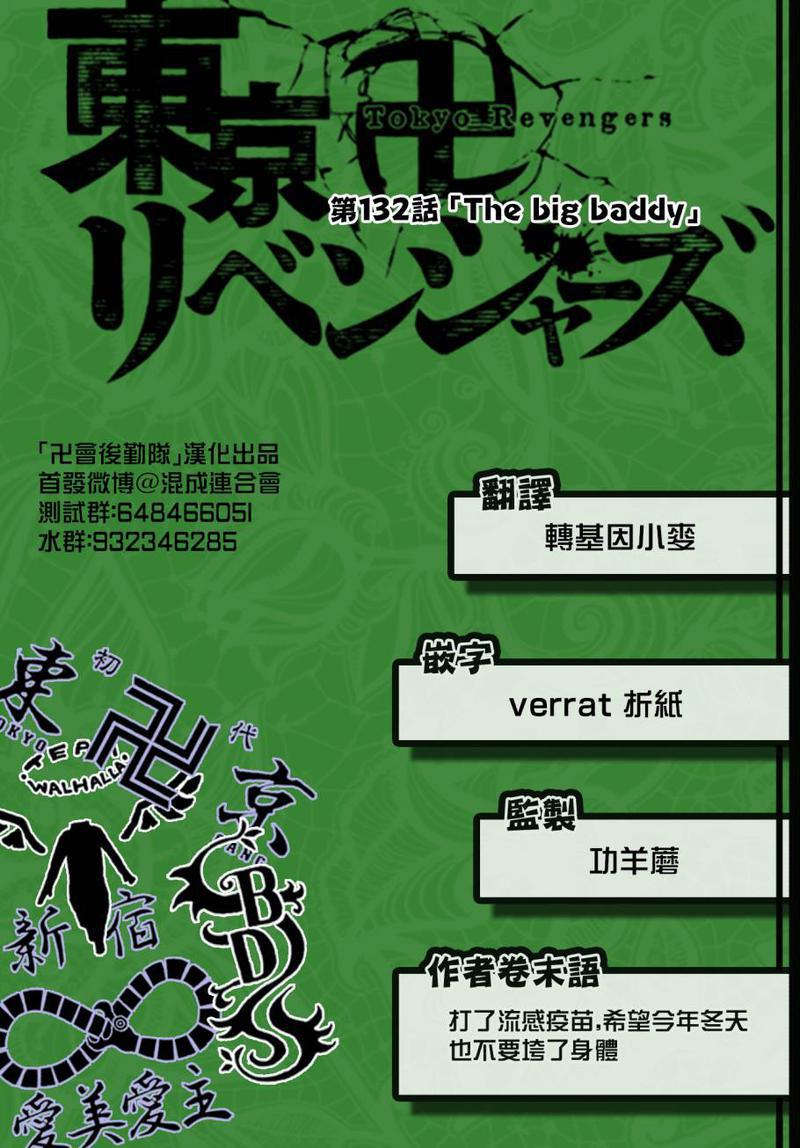 東京卍
Tokyo Revengers
第132話「The big baddy」
リベンジャーズ
「卍會後勤隊」漢化出品
首發微博@混成連合會
測試群:648466051
水群:932346285
翻譯
轉基因小麥
嵌字
verrat 折紙
監製
功羊蘑
作者卷末語
打了流感疫苗,希望今年冬天
也不要垮了身體
初
代
東
卍
京
TOKYO
GANG
WALHALLA
BDS
新宿
愛美愛主